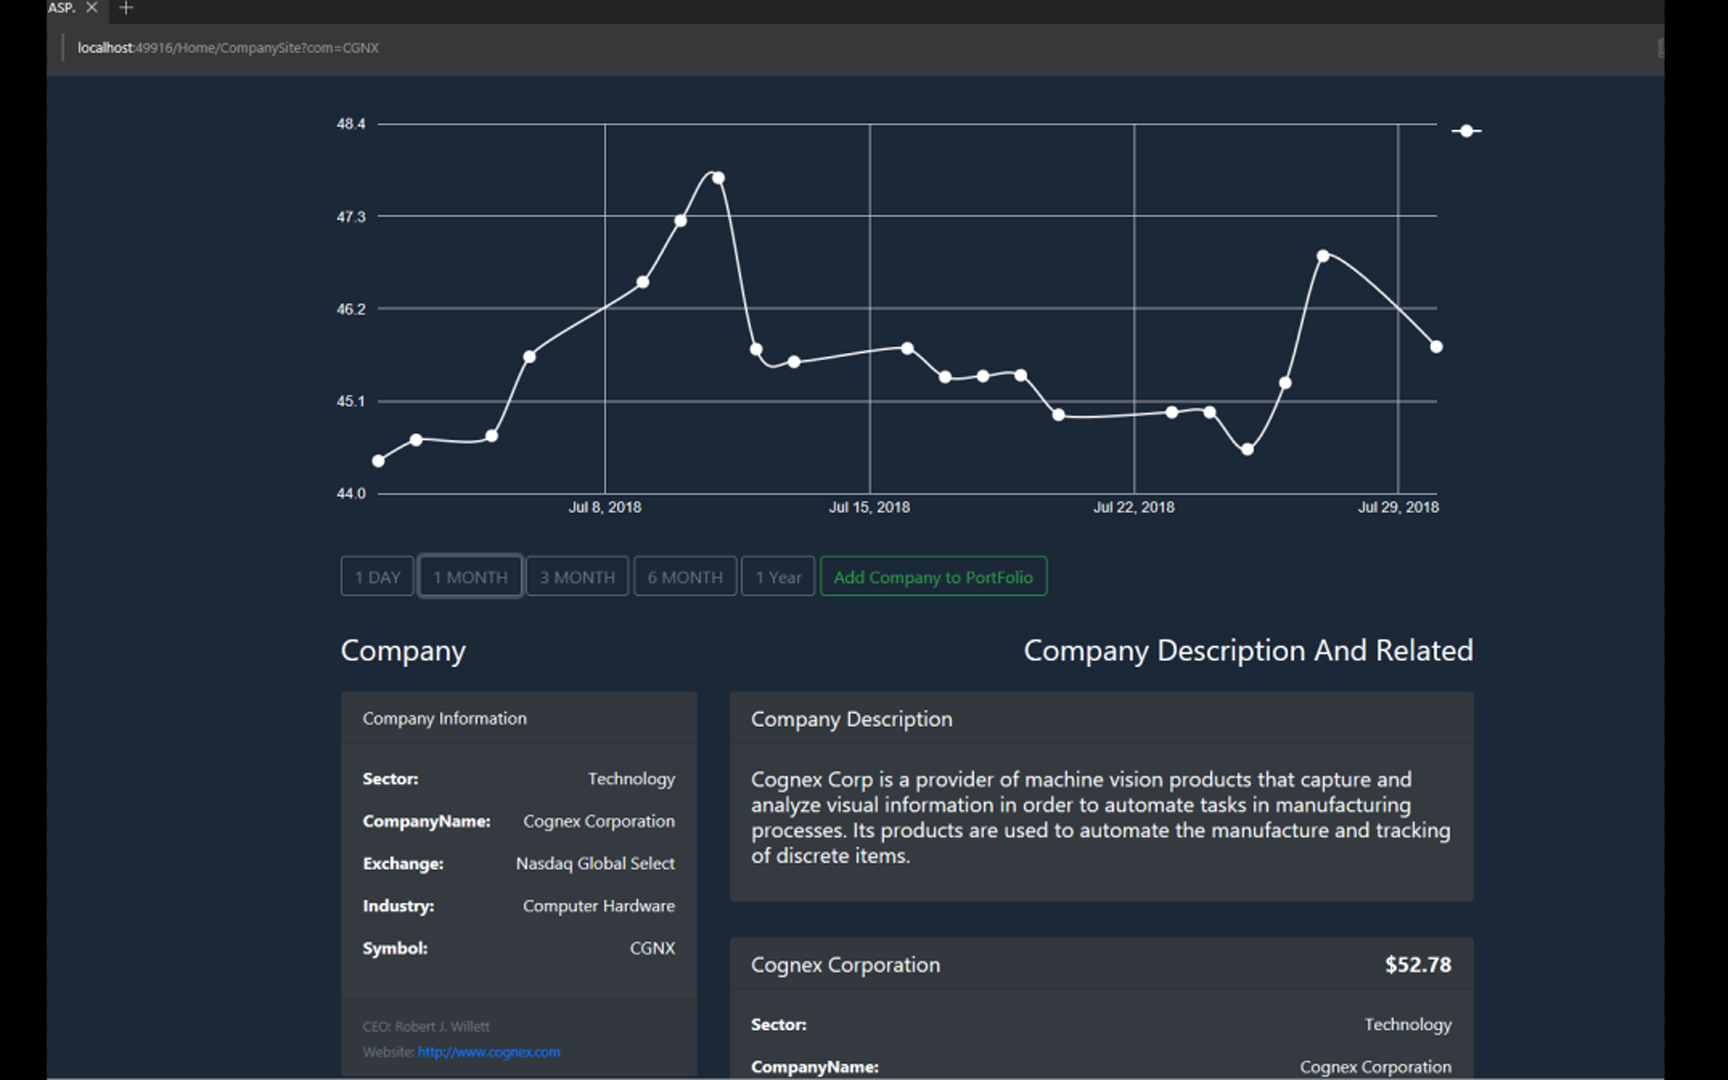 ASP.
localhost:49916/Home/CompanySite?com=CGNX
48.4
47.3
46.2
45.1
44.0
Jul 8, 2018
Jul 15, 2018
Jul 22, 2018
Jul 29, 2018
1 DAY
1 MONTH
3 MONTH
6 MONTH
1 Year
Add Company to PortFolio
Company
Company Description And Related
Company Information
Sector: Technology
CompanyName: Cognex Corporation
Exchange: Nasdaq Global Select
Industry: Computer Hardware
Symbol: CGNX
CEO: Robert J. Willett
Website: http://www.cognex.com
Company Description
Cognex Corp is a provider of machine vision products that capture and
analyze visual information in order to automate tasks in manufacturing
processes. Its products are used to automate the manufacture and tracking
of discrete items.
Cognex Corporation $52.78
Sector: Technology
CompanyName: Cognex Corporation